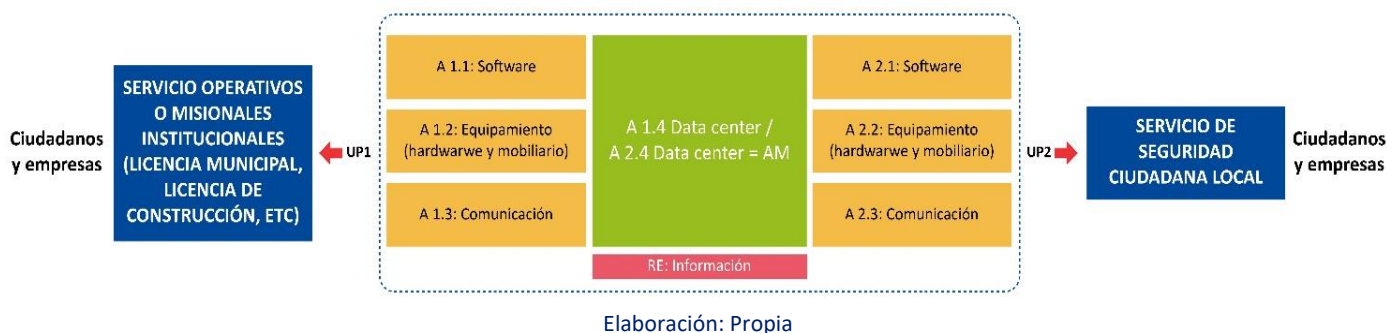 Ciudadanos
y empresas
SERVICIO OPERATIVOS
O MISIONALES
INSTITUCIONALES
(LICENCIA MUNICIPAL,
LICENCIA DE
CONSTRUCCIÓN, ETC)
UP1
A 1.1: Software
A 1.2: Equipamiento
(hardwarwe y mobiliario)
A 1.3: Comunicación
A 1.4 Data center /
A 2.4 Data center = AM
RE: Información
A 2.1: Software
A 2.2: Equipamiento
(hardwarwe y mobiliario)
A 2.3: Comunicación
UP2
SERVICIO DE
SEGURIDAD
CIUDADANA LOCAL
Ciudadanos
y empresas
Elaboración: Propia